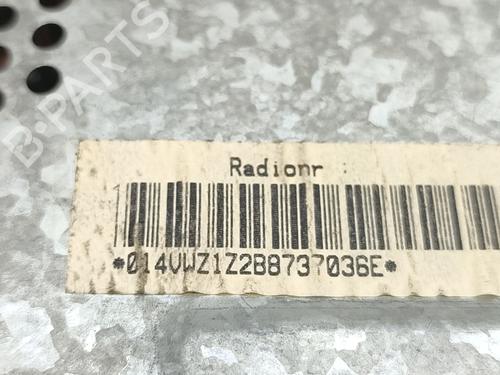 B-PARTS
Radionr :
*014VWZ1Z2B8737036E*